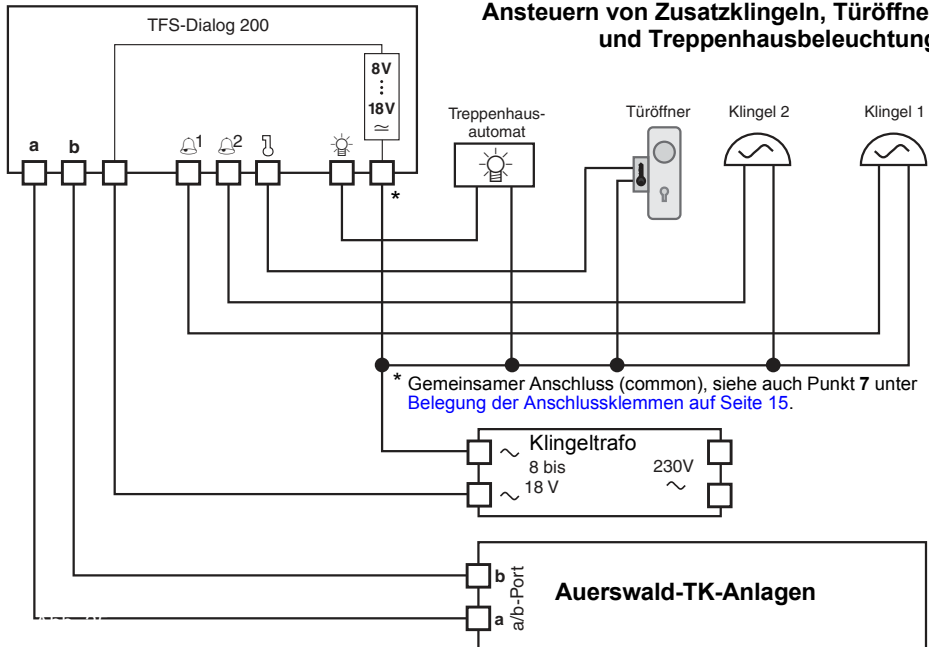 Ansteuern von Zusatzklingeln, Türöffne
und Treppenhausbeleuchtung
TFS-Dialog 200
8V
18V
Treppenhaus-
automat
Türöffner
Klingel 2
Klingel 1
a
b
1
2
*
* Gemeinsamer Anschluss (common), siehe auch Punkt 7 unter
Belegung der Anschlussklemmen auf Seite 15.
Klingeltrafo
8 bis
18 V
230V
b
a
a/b-Port
Auerswald-TK-Anlagen